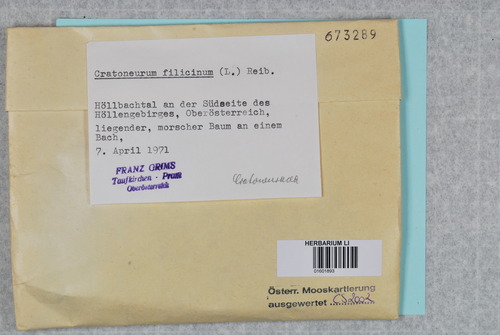 673289
Cratoneurum filicinum (L.) Reib.
Höllbachtal an der Südseite des
Höllengebirges, Oberösterreich,
liegender, morscher Baum an einem
Bach,
7. April 1971
FRANZ GRIMS
Taufkirchen - Pram
Oberösterreich
HERBARIUM LI
Österr. Mooskartierung
ausgewertet